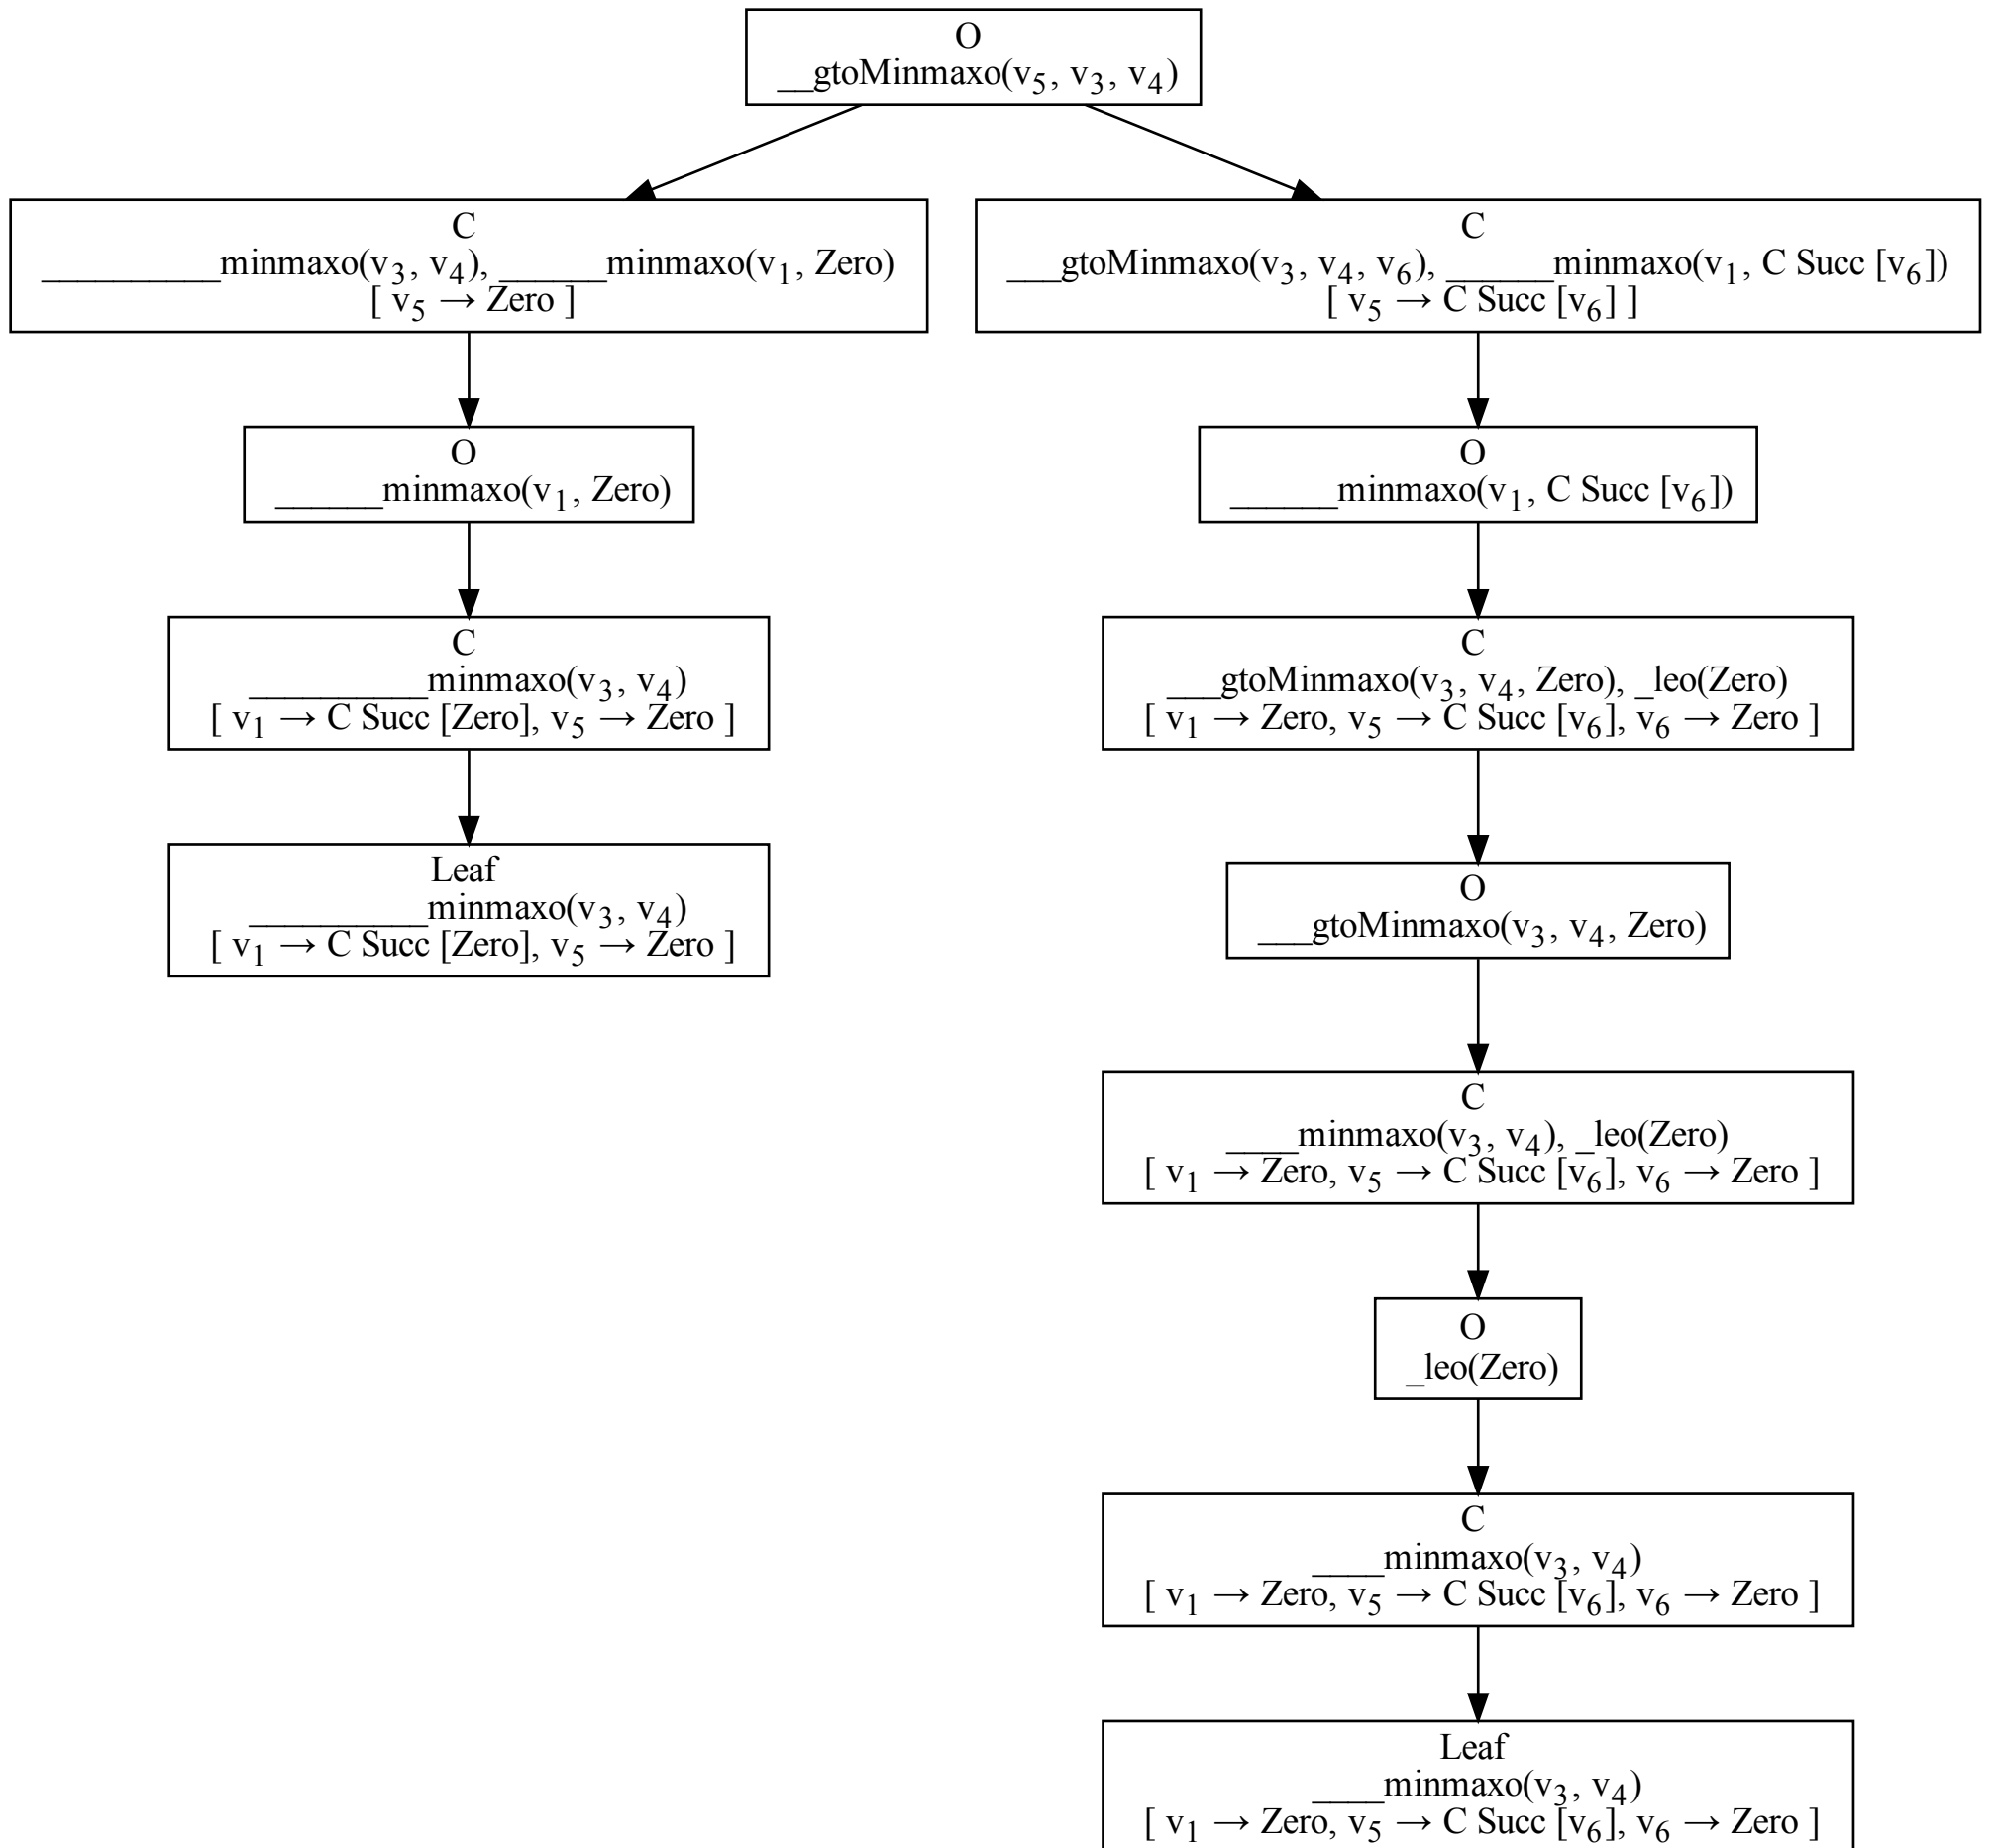 O
__gtoMinmaxo(v₅, v₃, v₄)
C
__________minmaxo(v₃, v₄), ______minmaxo(v₁, Zero)
[ v₅ → Zero ]
C
___gtoMinmaxo(v₃, v₄, v₆), ______minmaxo(v₁, C Succ [v₆])
[ v₅ → C Succ [v₆] ]
O
______minmaxo(v₁, Zero)
O
______minmaxo(v₁, C Succ [v₆])
C
__________minmaxo(v₃, v₄)
[ v₁ → C Succ [Zero], v₅ → Zero ]
C
___gtoMinmaxo(v₃, v₄, Zero), _leo(Zero)
[ v₁ → Zero, v₅ → C Succ [v₆], v₆ → Zero ]
Leaf
__________minmaxo(v₃, v₄)
[ v₁ → C Succ [Zero], v₅ → Zero ]
O
___gtoMinmaxo(v₃, v₄, Zero)
C
____minmaxo(v₃, v₄), _leo(Zero)
[ v₁ → Zero, v₅ → C Succ [v₆], v₆ → Zero ]
O
_leo(Zero)
C
____minmaxo(v₃, v₄)
[ v₁ → Zero, v₅ → C Succ [v₆], v₆ → Zero ]
Leaf
____minmaxo(v₃, v₄)
[ v₁ → Zero, v₅ → C Succ [v₆], v₆ → Zero ]